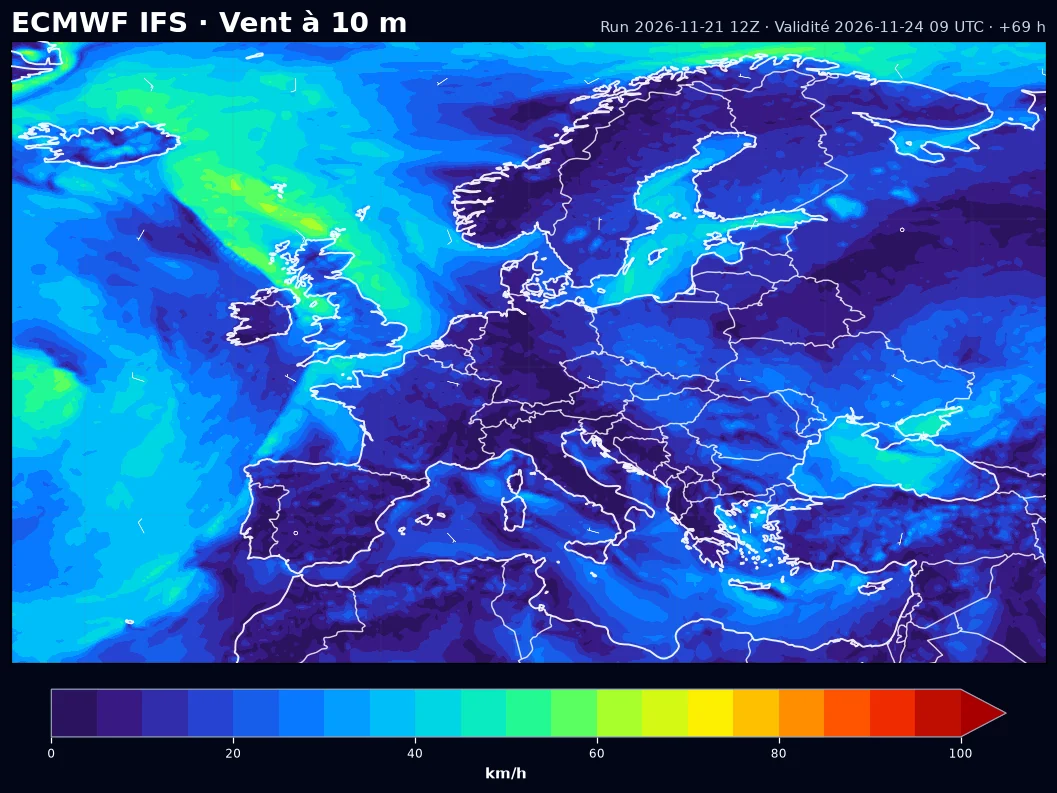 ECMWF IFS · Vent à 10 m
Run 2026-11-21 12Z · Validité 2026-11-24 09 UTC · +69 h
0 20 40 60 80 100
km/h